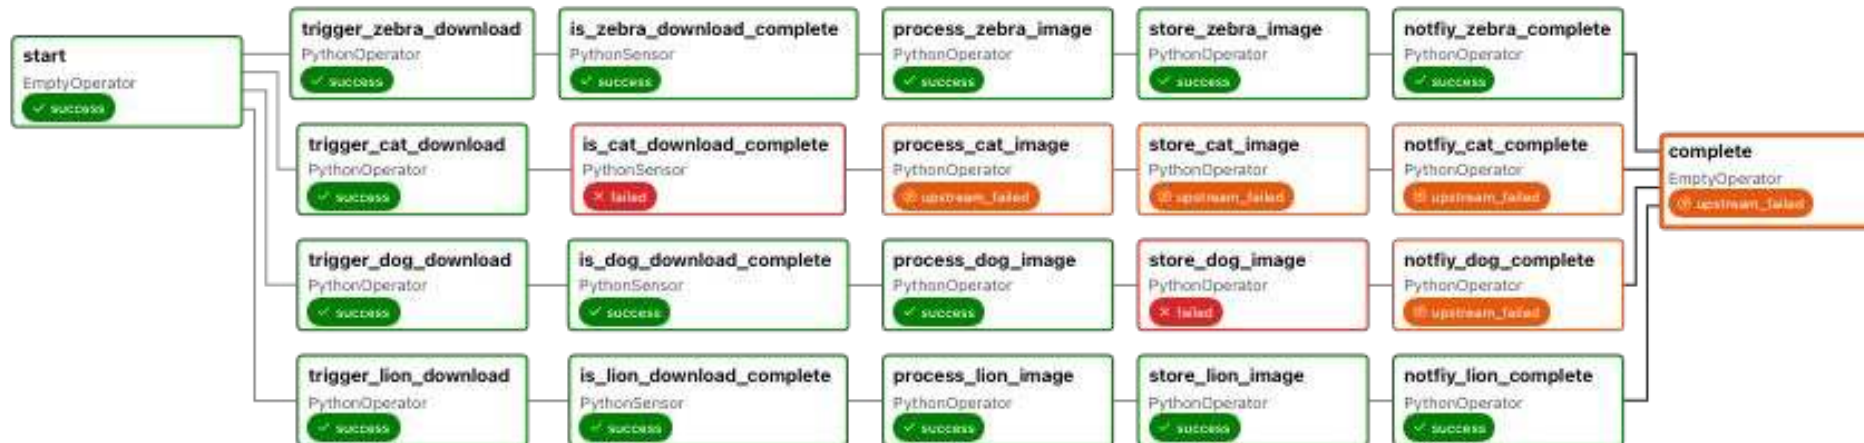 start
EmptyOperator
success
trigger_zebra_download
PythonOperator
success
is_zebra_download_complete
PythonSensor
success
process_zebra_image
PythonOperator
success
store_zebra_image
PythonOperator
success
notfiy_zebra_complete
PythonOperator
success
trigger_cat_download
PythonOperator
success
is_cat_download_complete
PythonSensor
failed
process_cat_image
PythonOperator
upstream_failed
store_cat_image
PythonOperator
upstream_failed
notfiy_cat_complete
PythonOperator
upstream_failed
trigger_dog_download
PythonOperator
success
is_dog_download_complete
PythonSensor
success
process_dog_image
PythonOperator
success
store_dog_image
PythonOperator
failed
notfiy_dog_complete
PythonOperator
upstream_failed
trigger_lion_download
PythonOperator
success
is_lion_download_complete
PythonSensor
success
process_lion_image
PythonOperator
success
store_lion_image
PythonOperator
success
notfiy_lion_complete
PythonOperator
success
complete
EmptyOperator
upstream_failed